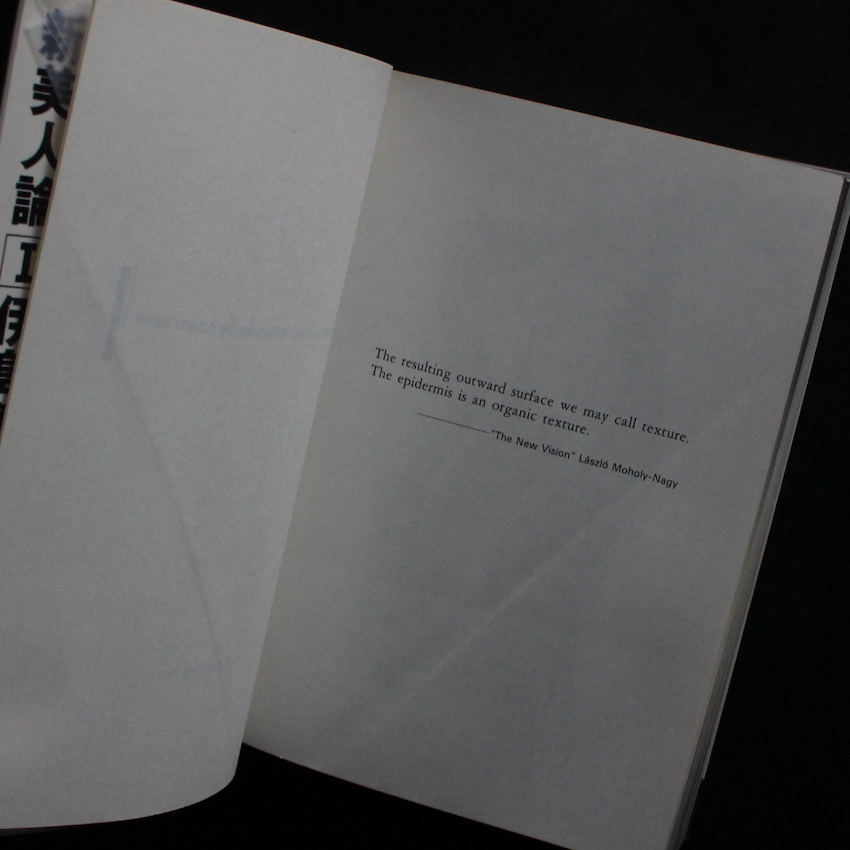 新美人論
The resulting outward surface we may call texture.
The epidermis is an organic texture.
"The New Vision" László Moholy-Nagy